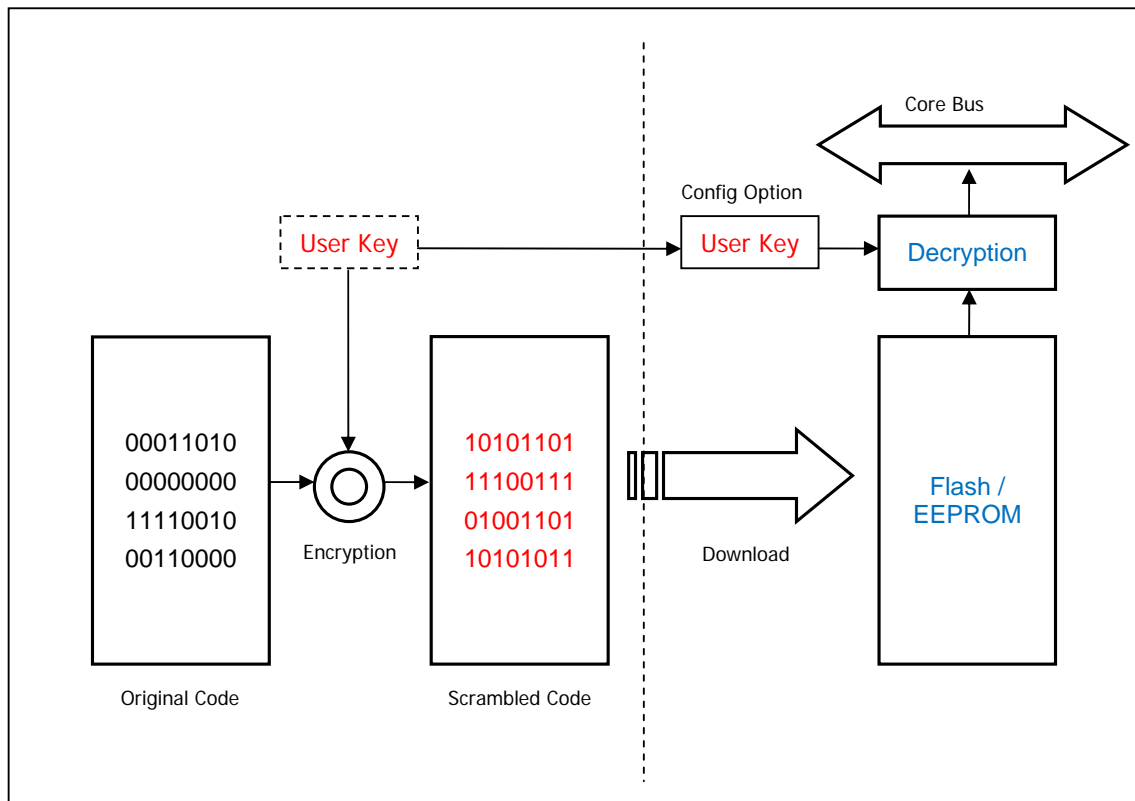 Core Bus
Config Option
User Key
User Key
Decryption
00011010
00000000
11110010
00110000
Encryption
10101101
11100111
01001101
10101011
Download
Flash /
EEPROM
Original Code
Scrambled Code